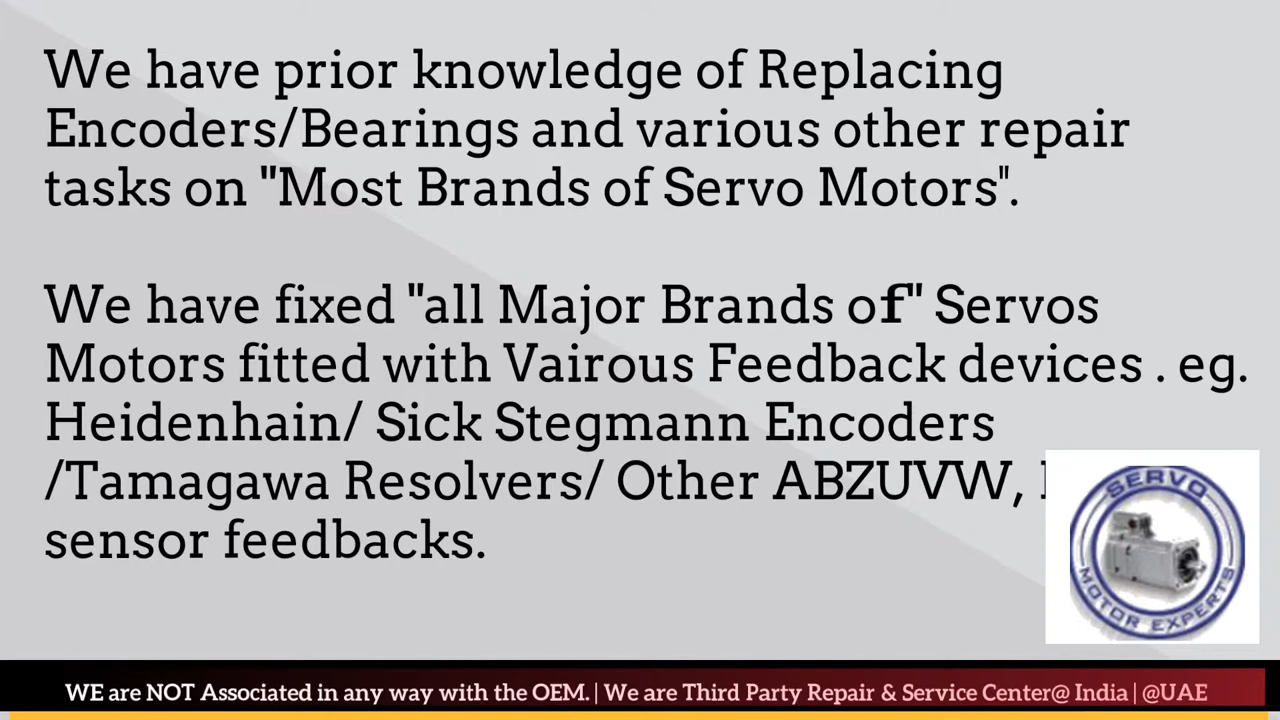 We have prior knowledge of Replacing
Encoders/Bearings and various other repair
tasks on "Most Brands of Servo Motors".
We have fixed "all Major Brands of" Servos
Motors fitted with Vairous Feedback devices . eg.
Heidenhain/ Sick Stegmann Encoders
/Tamagawa Resolvers/ Other ABZUVW,
sensor feedbacks.
SERVO
MOTOR EXPERTS
WE are NOT Associated in any way with the OEM. | We are Third Party Repair & Service Center@ India | @UAE